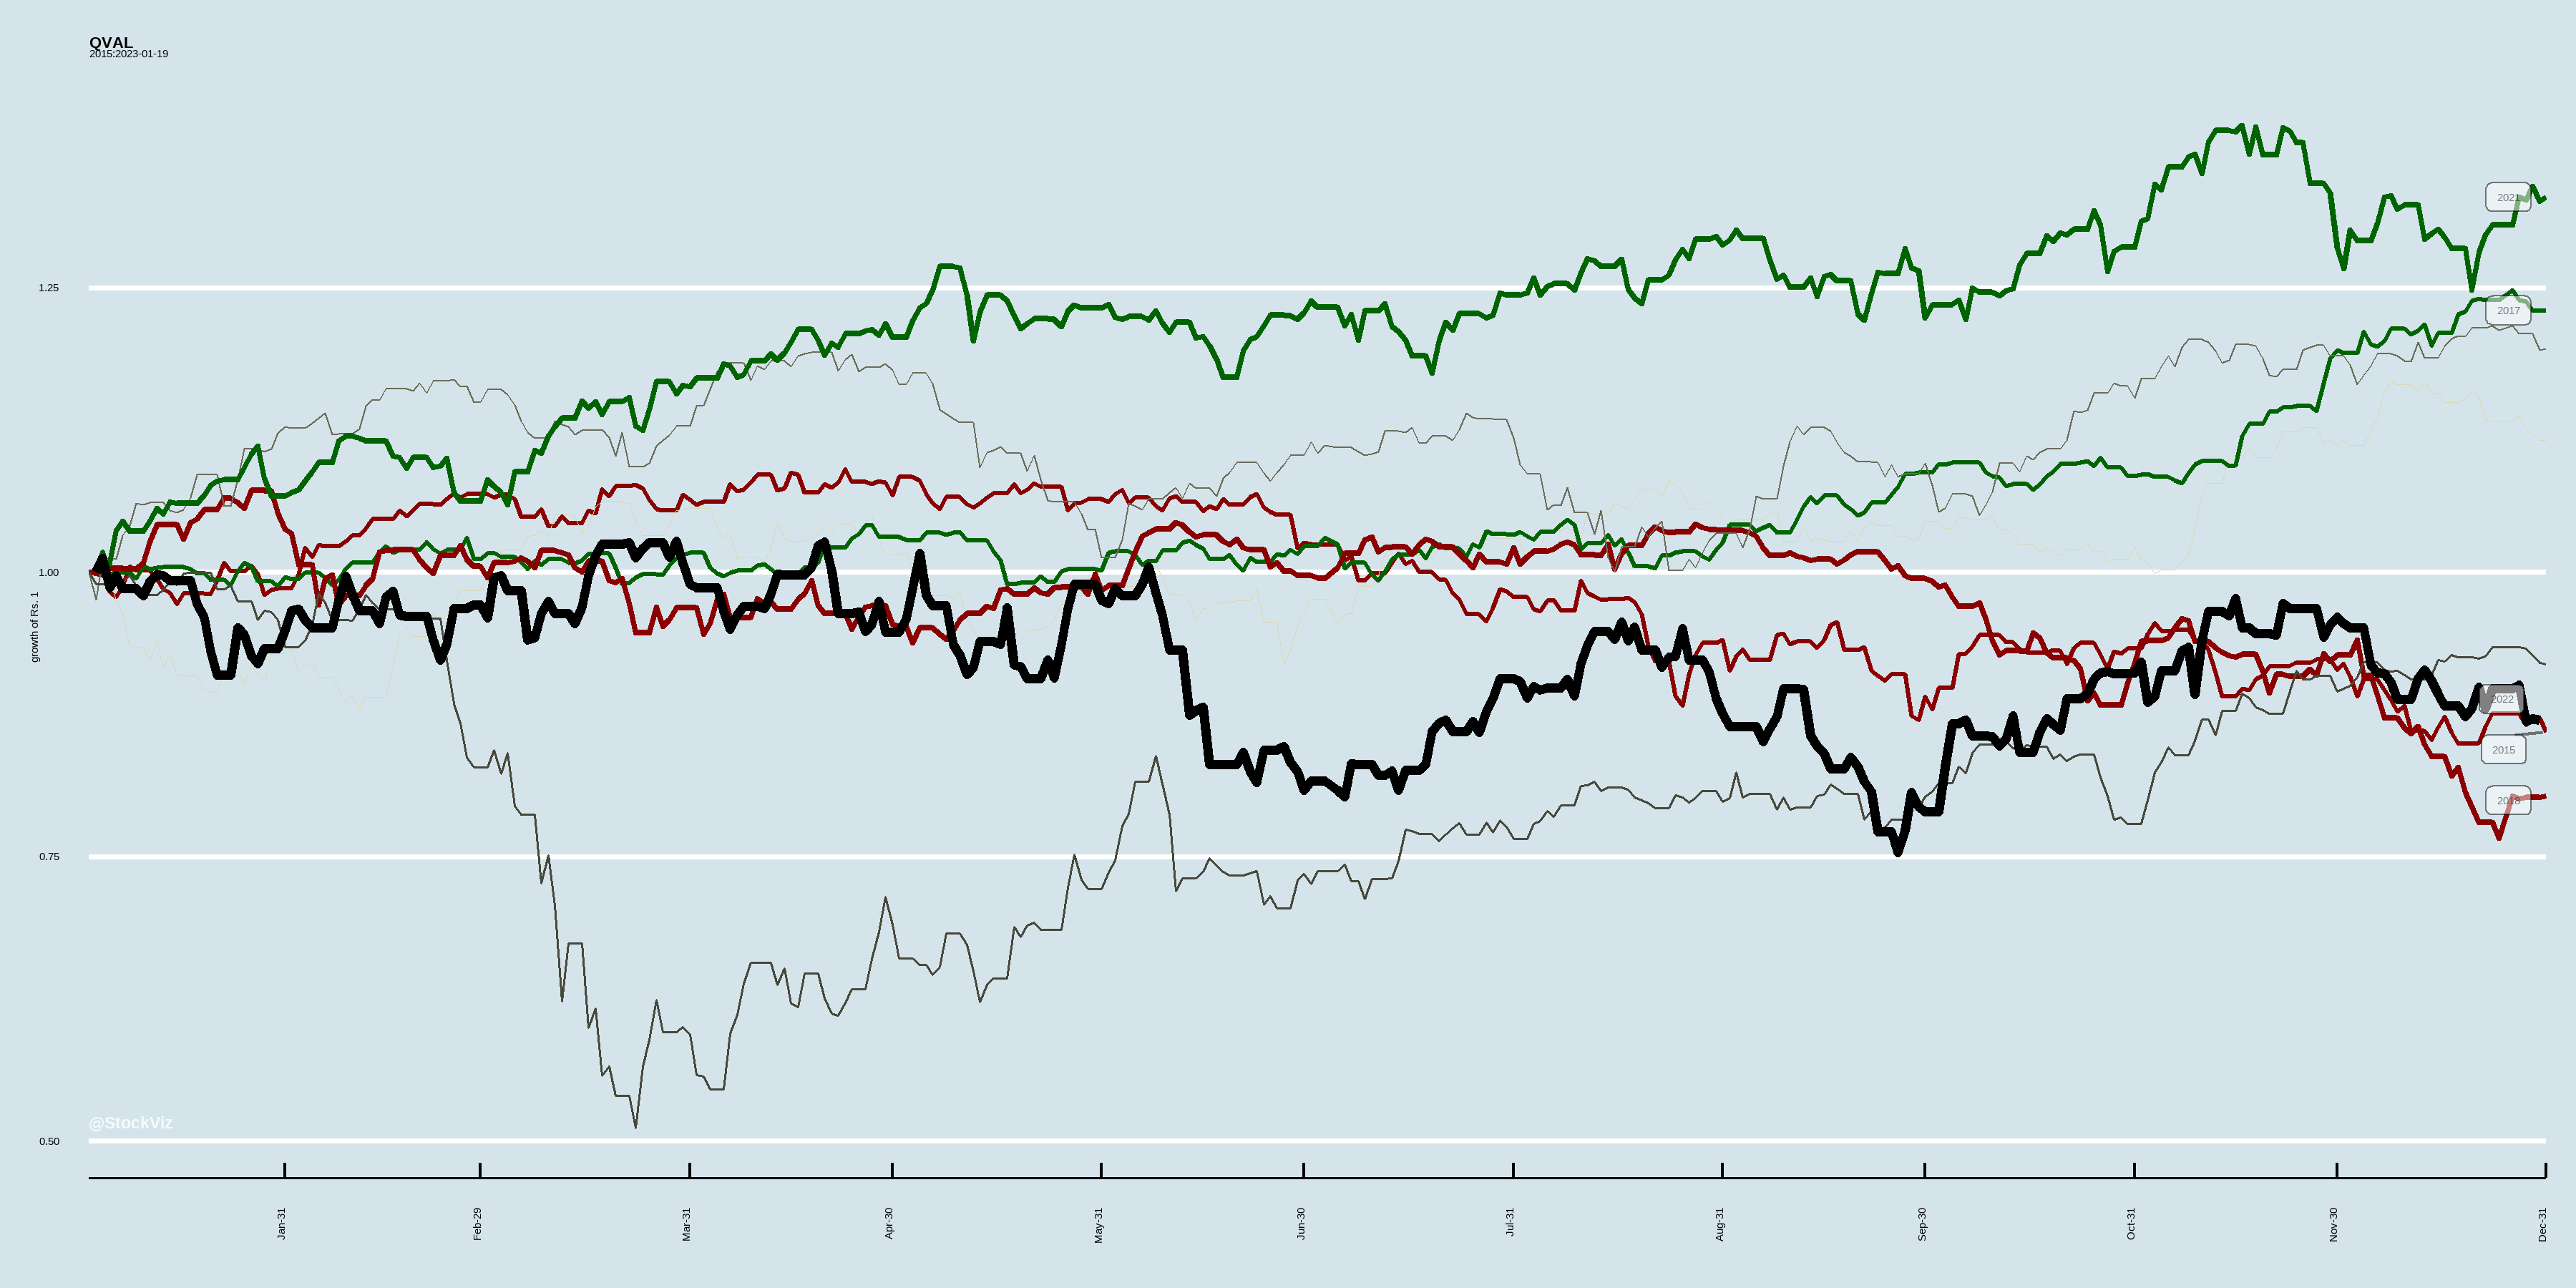 QVAL
2015:2023-01-19
2021
1.25
2017
1.00
growth of Rs. 1
2022
2015
2018
0.75
@StockViz
0.50
Jan-31
Feb-29
Mar-31
Apr-30
May-31
Jun-30
Jul-31
Aug-31
Sep-30
Oct-31
Nov-30
Dec-31